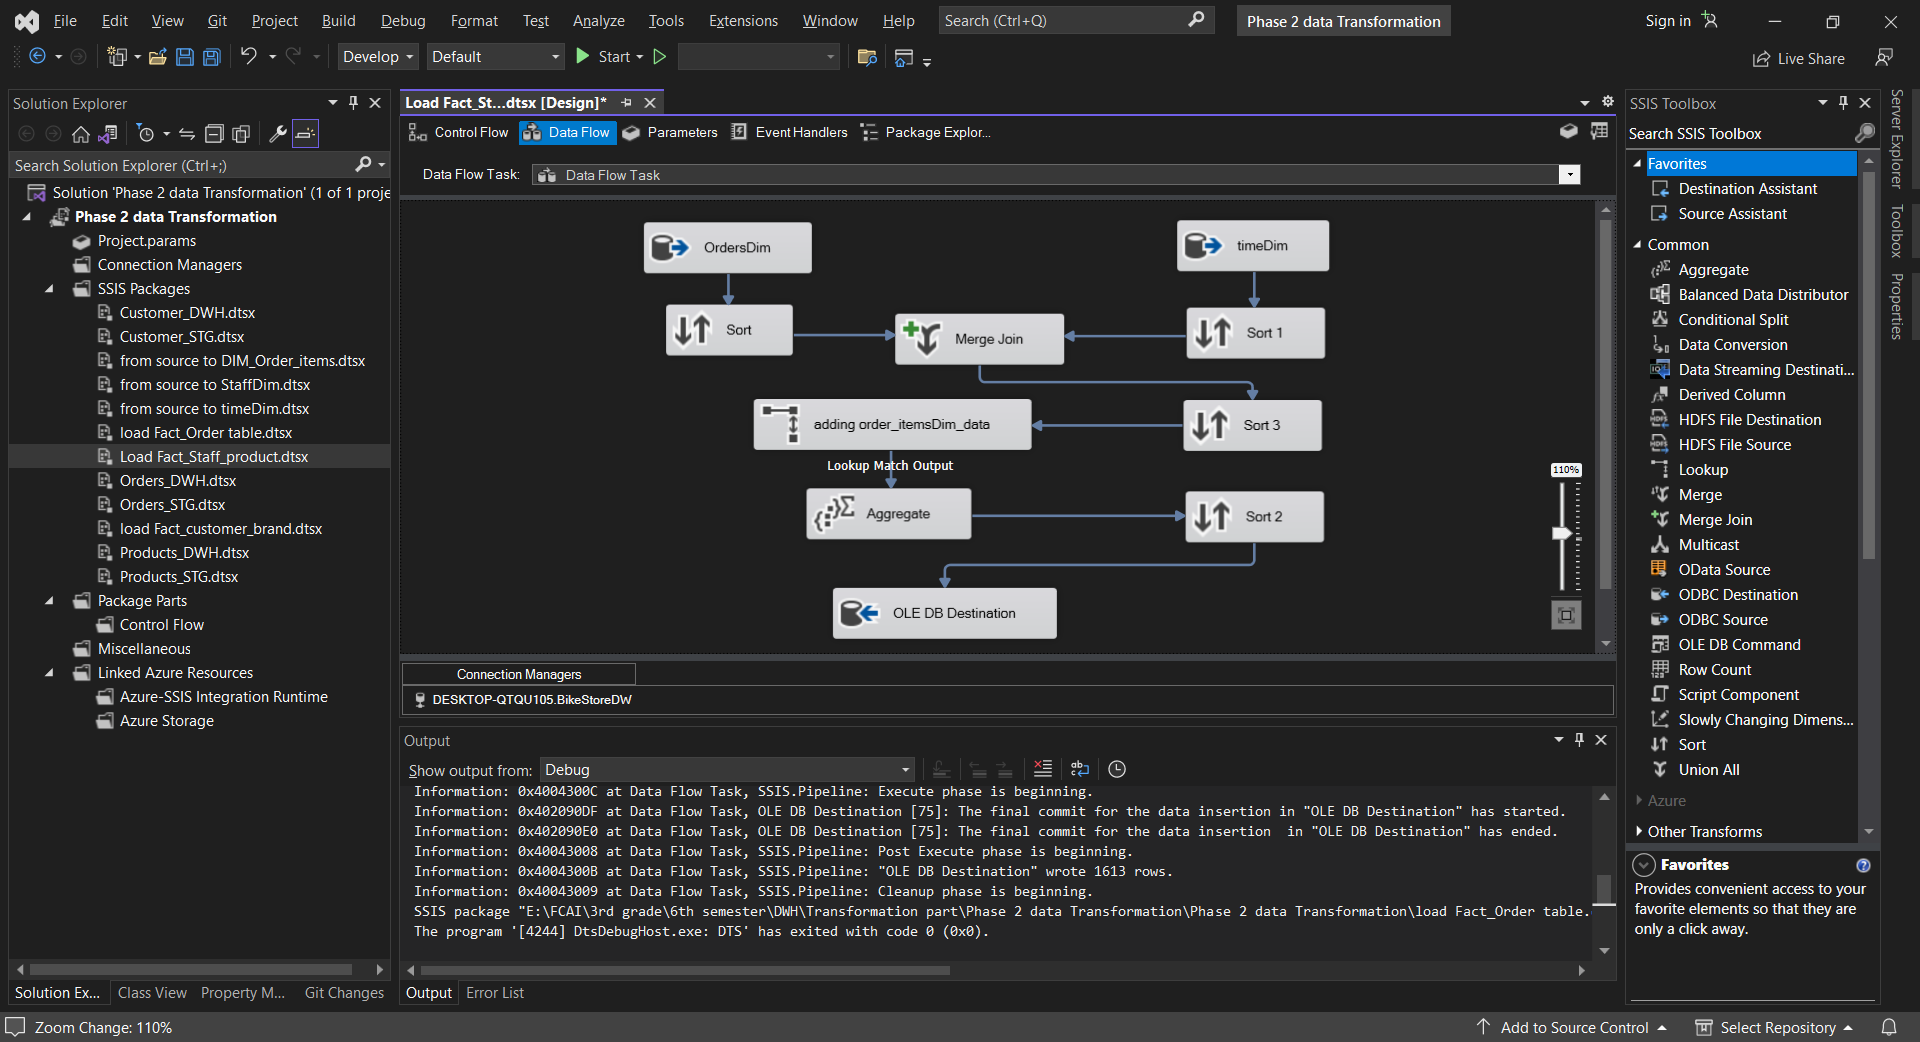 File Edit View Git Project Build Debug Format Test Analyze Tools Extensions Window Help Search (Ctrl+Q) Phase 2 data Transformation Sign in
Develop Default Start Live Share
Solution Explorer
Search Solution Explorer (Ctrl+;)
Solution 'Phase 2 data Transformation' (1 of 1 proje
Phase 2 data Transformation
Project.params
Connection Managers
SSIS Packages
Customer_DWH.dtsx
Customer_STG.dtsx
from source to DIM_Order_items.dtsx
from source to StaffDim.dtsx
from source to timeDim.dtsx
load Fact_Order table.dtsx
Load Fact_Staff_product.dtsx
Orders_DWH.dtsx
Orders_STG.dtsx
load Fact_customer_brand.dtsx
Products_DWH.dtsx
Products_STG.dtsx
Package Parts
Control Flow
Miscellaneous
Linked Azure Resources
Azure-SSIS Integration Runtime
Azure Storage
Solution Ex... Class View Property M... Git Changes
Load Fact_St...dtsx [Design]*
Control Flow Data Flow Parameters Event Handlers Package Explor...
Data Flow Task: Data Flow Task
OrdersDim timeDim
Sort Merge Join Sort 1
adding order_itemsDim_data Sort 3
Lookup Match Output
Aggregate Sort 2
OLE DB Destination
110%
Connection Managers
DESKTOP-QTQU105.BikeStoreDW
Output
Show output from: Debug
Information: 0x4004300C at Data Flow Task, SSIS.Pipeline: Execute phase is beginning.
Information: 0x402090DF at Data Flow Task, OLE DB Destination [75]: The final commit for the data insertion in "OLE DB Destination" has started.
Information: 0x402090E0 at Data Flow Task, OLE DB Destination [75]: The final commit for the data insertion  in "OLE DB Destination" has ended.
Information: 0x40043008 at Data Flow Task, SSIS.Pipeline: Post Execute phase is beginning.
Information: 0x4004300B at Data Flow Task, SSIS.Pipeline: "OLE DB Destination" wrote 1613 rows.
Information: 0x40043009 at Data Flow Task, SSIS.Pipeline: Cleanup phase is beginning.
SSIS package "E:\FCAI\3rd grade\6th semester\DWH\Transformation part\Phase 2 data Transformation\Phase 2 data Transformation\load Fact_Order table.
The program '[4244] DtsDebugHost.exe: DTS' has exited with code 0 (0x0).
Output Error List
SSIS Toolbox
Search SSIS Toolbox
Favorites
Destination Assistant
Source Assistant
Common
Aggregate
Balanced Data Distributor
Conditional Split
Data Conversion
Data Streaming Destinati...
Derived Column
HDFS File Destination
HDFS File Source
Lookup
Merge
Merge Join
Multicast
OData Source
ODBC Destination
ODBC Source
OLE DB Command
Row Count
Script Component
Slowly Changing Dimens...
Sort
Union All
Azure
Other Transforms
Favorites
Provides convenient access to your
favorite elements so that they are
only a click away.
Server Explorer
Toolbox
Properties
Zoom Change: 110% Add to Source Control Select Repository